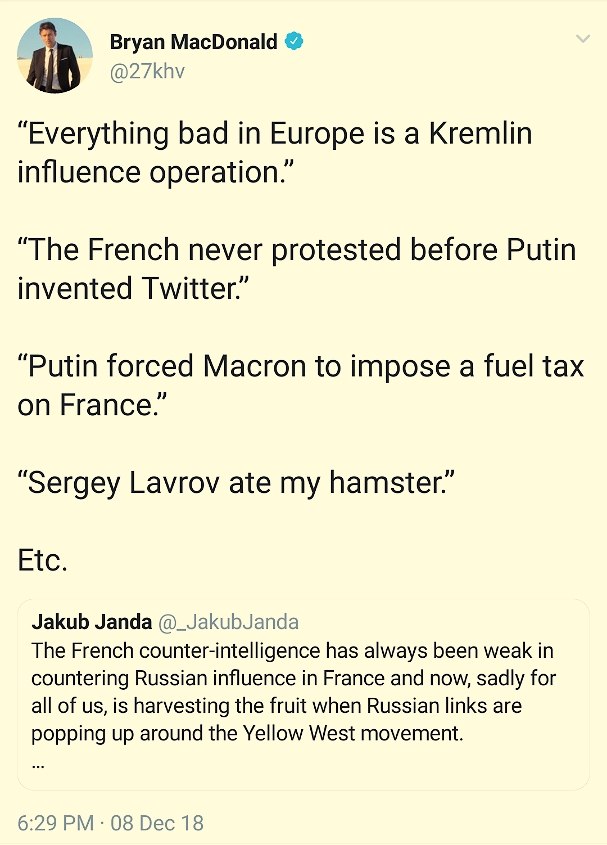 Bryan MacDonald
@27khv
“Everything bad in Europe is a Kremlin
influence operation.”
“The French never protested before Putin
invented Twitter.”
“Putin forced Macron to impose a fuel tax
on France.”
“Sergey Lavrov ate my hamster.”
Etc.
Jakub Janda @_JakubJanda
The French counter-intelligence has always been weak in
countering Russian influence in France and now, sadly for
all of us, is harvesting the fruit when Russian links are
popping up around the Yellow West movement.
...
6:29 PM · 08 Dec 18